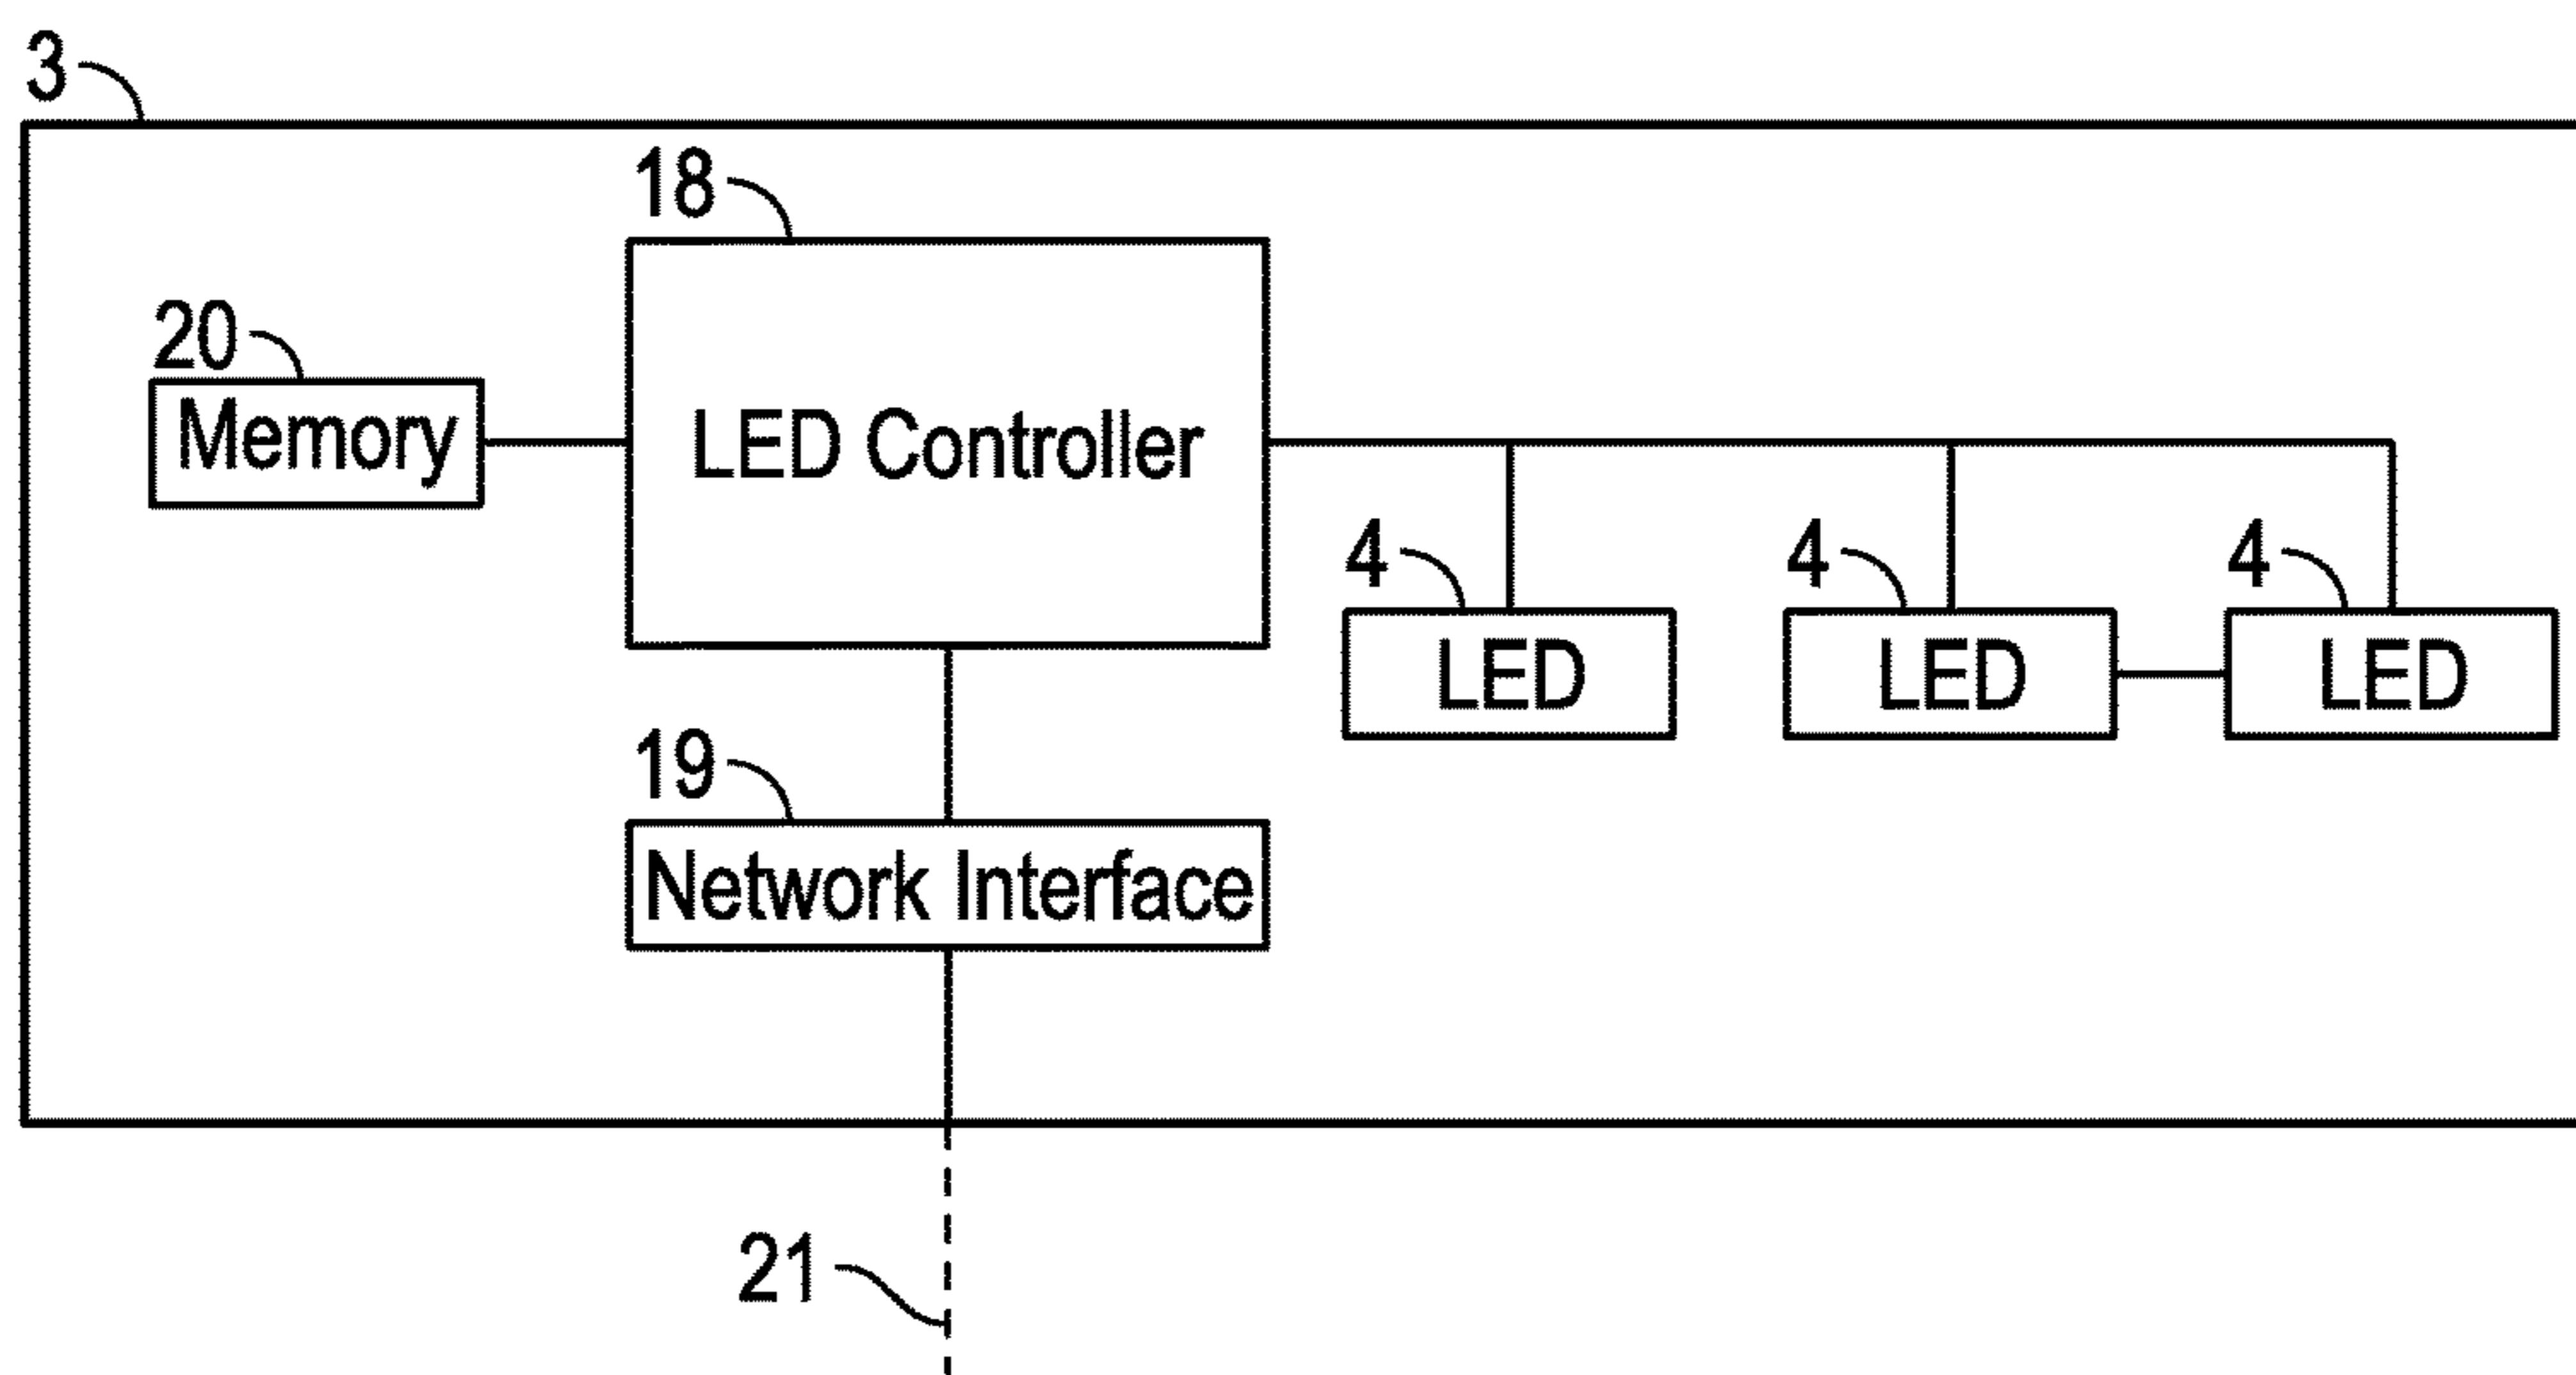 3
18
20
Memory
LED Controller
4 4 4
LED LED LED
19
Network Interface
21